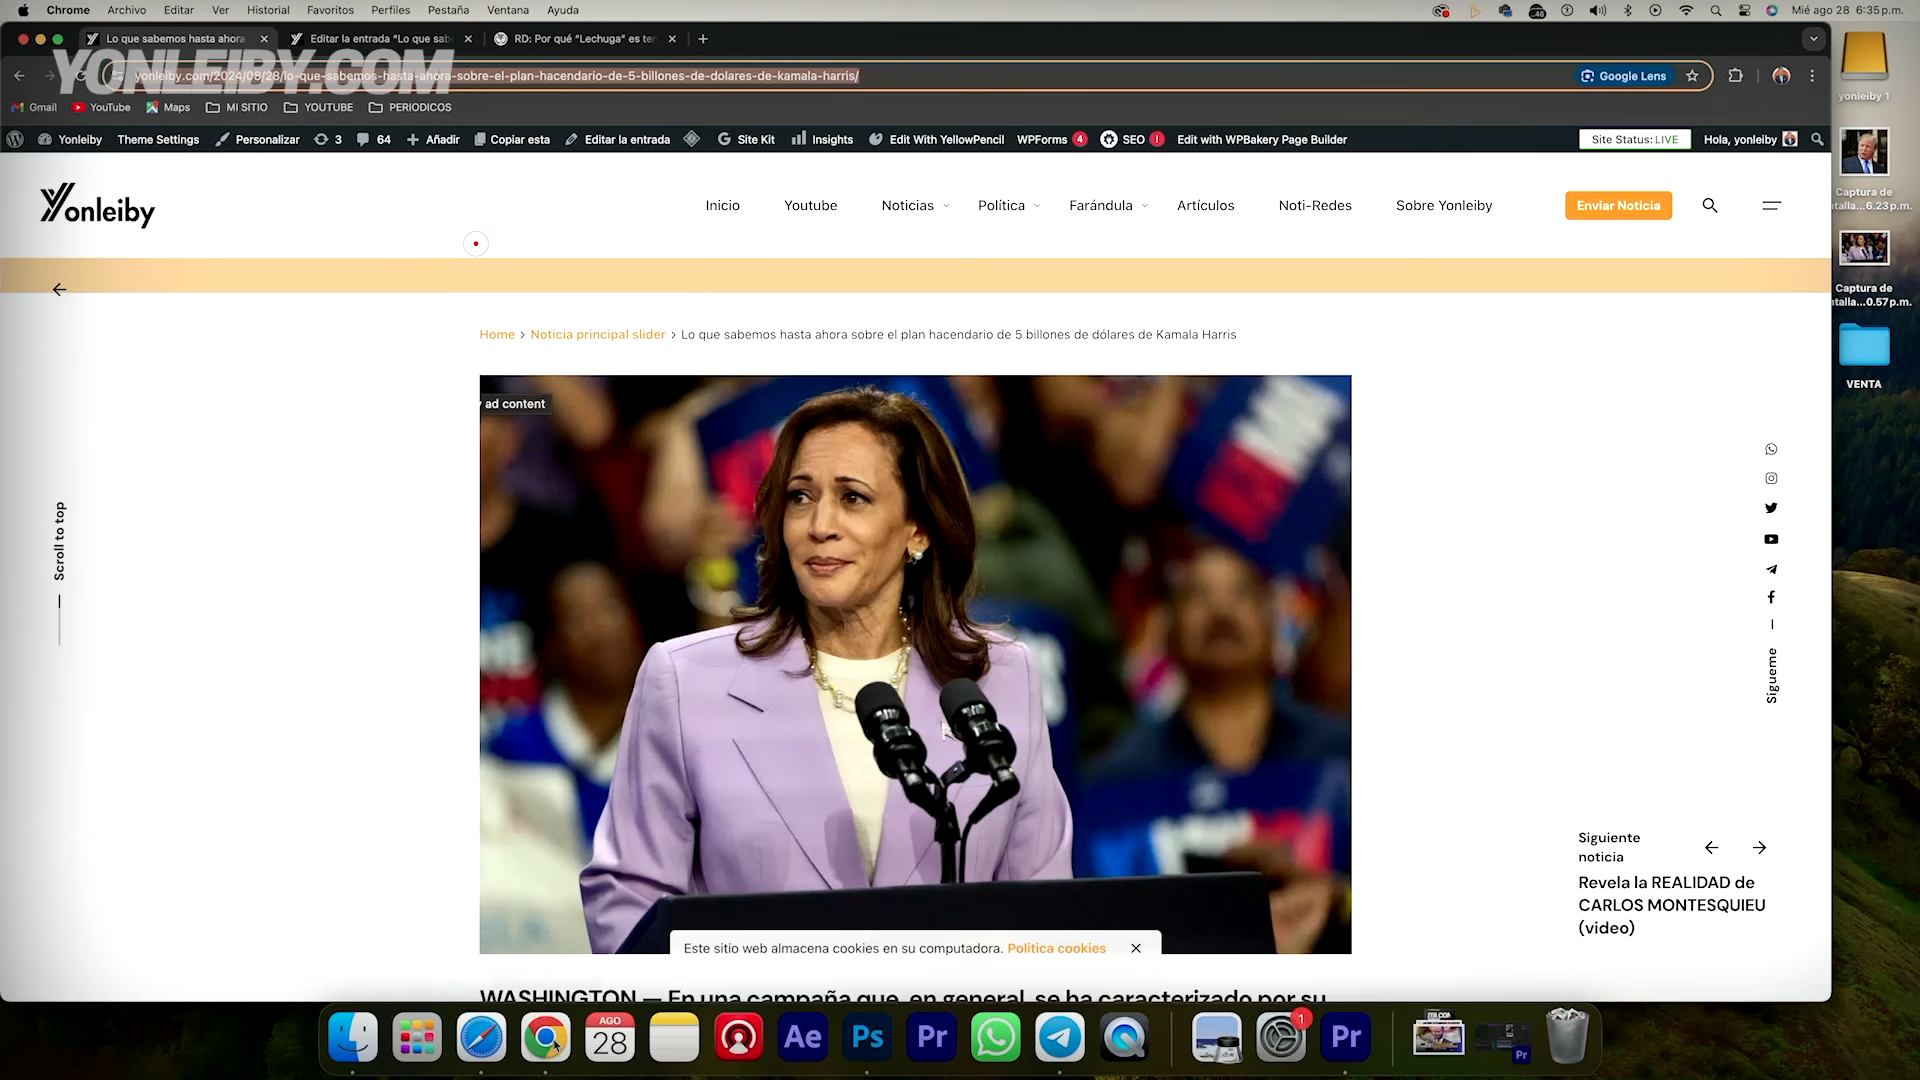 Chrome Archivo Editar Ver Historial Favoritos Perfiles Pestaña Ventana Ayuda
Mié ago 28 6:35 p.m.
Lo que sabemos hasta ahora
Editar la entrada “Lo que sab
RD: Por qué “Lechuga” es ter
YONLEIBY.COM
yonleiby.com/2024/08/28/lo-que-sabemos-hasta-ahora-sobre-el-plan-hacendario-de-5-billones-de-dolares-de-kamala-harris/
Google Lens
Gmail YouTube Maps MI SITIO YOUTUBE PERIODICOS
Yonleiby Theme Settings Personalizar 3 64 Añadir Copiar esta Editar la entrada Site Kit Insights Edit With YellowPencil WPForms 4 SEO ! Edit with WPBakery Page Builder
Site Status: LIVE Hola, yonleiby
Yonleiby
Inicio Youtube Noticias Política Farándula Artículos Noti-Redes Sobre Yonleiby
Enviar Noticia
Home > Noticia principal slider > Lo que sabemos hasta ahora sobre el plan hacendario de 5 billones de dólares de Kamala Harris
ad content
Scroll to top
Sígueme
Siguiente
noticia
Revela la REALIDAD de
CARLOS MONTESQUIEU
(video)
Este sitio web almacena cookies en su computadora. Politica cookies
WASHINGTON — En una campaña que, en general, se ha caracterizado por su
yonleiby 1
Captura de
ntalla...6.23 p.m.
Captura de
ntalla...0.57 p.m.
VENTA
AGO
28
Ae
Ps
Pr
1
Pr
Pr